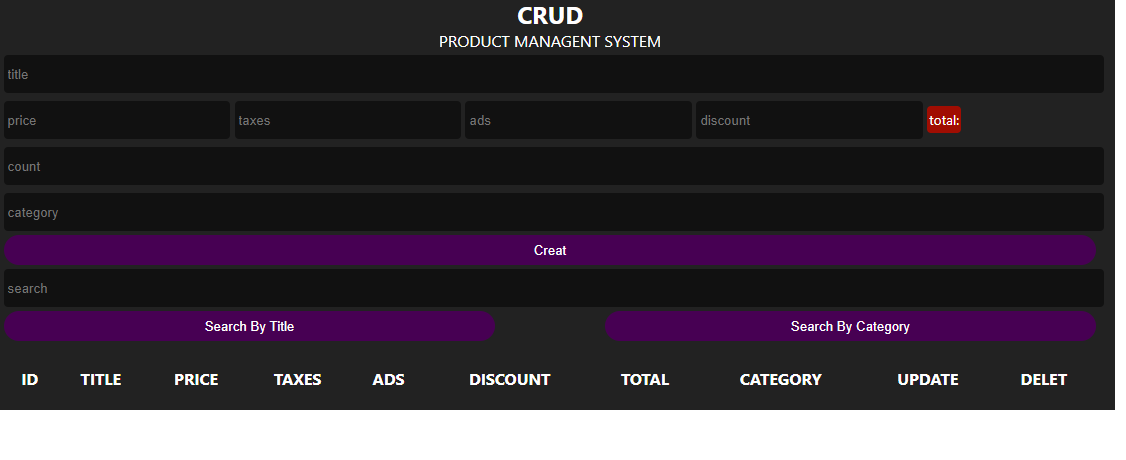 CRUD
PRODUCT MANAGENT SYSTEM
title
price taxes ads discount total:
count
category
Creat
search
Search By Title Search By Category
ID TITLE PRICE TAXES ADS DISCOUNT TOTAL CATEGORY UPDATE DELET